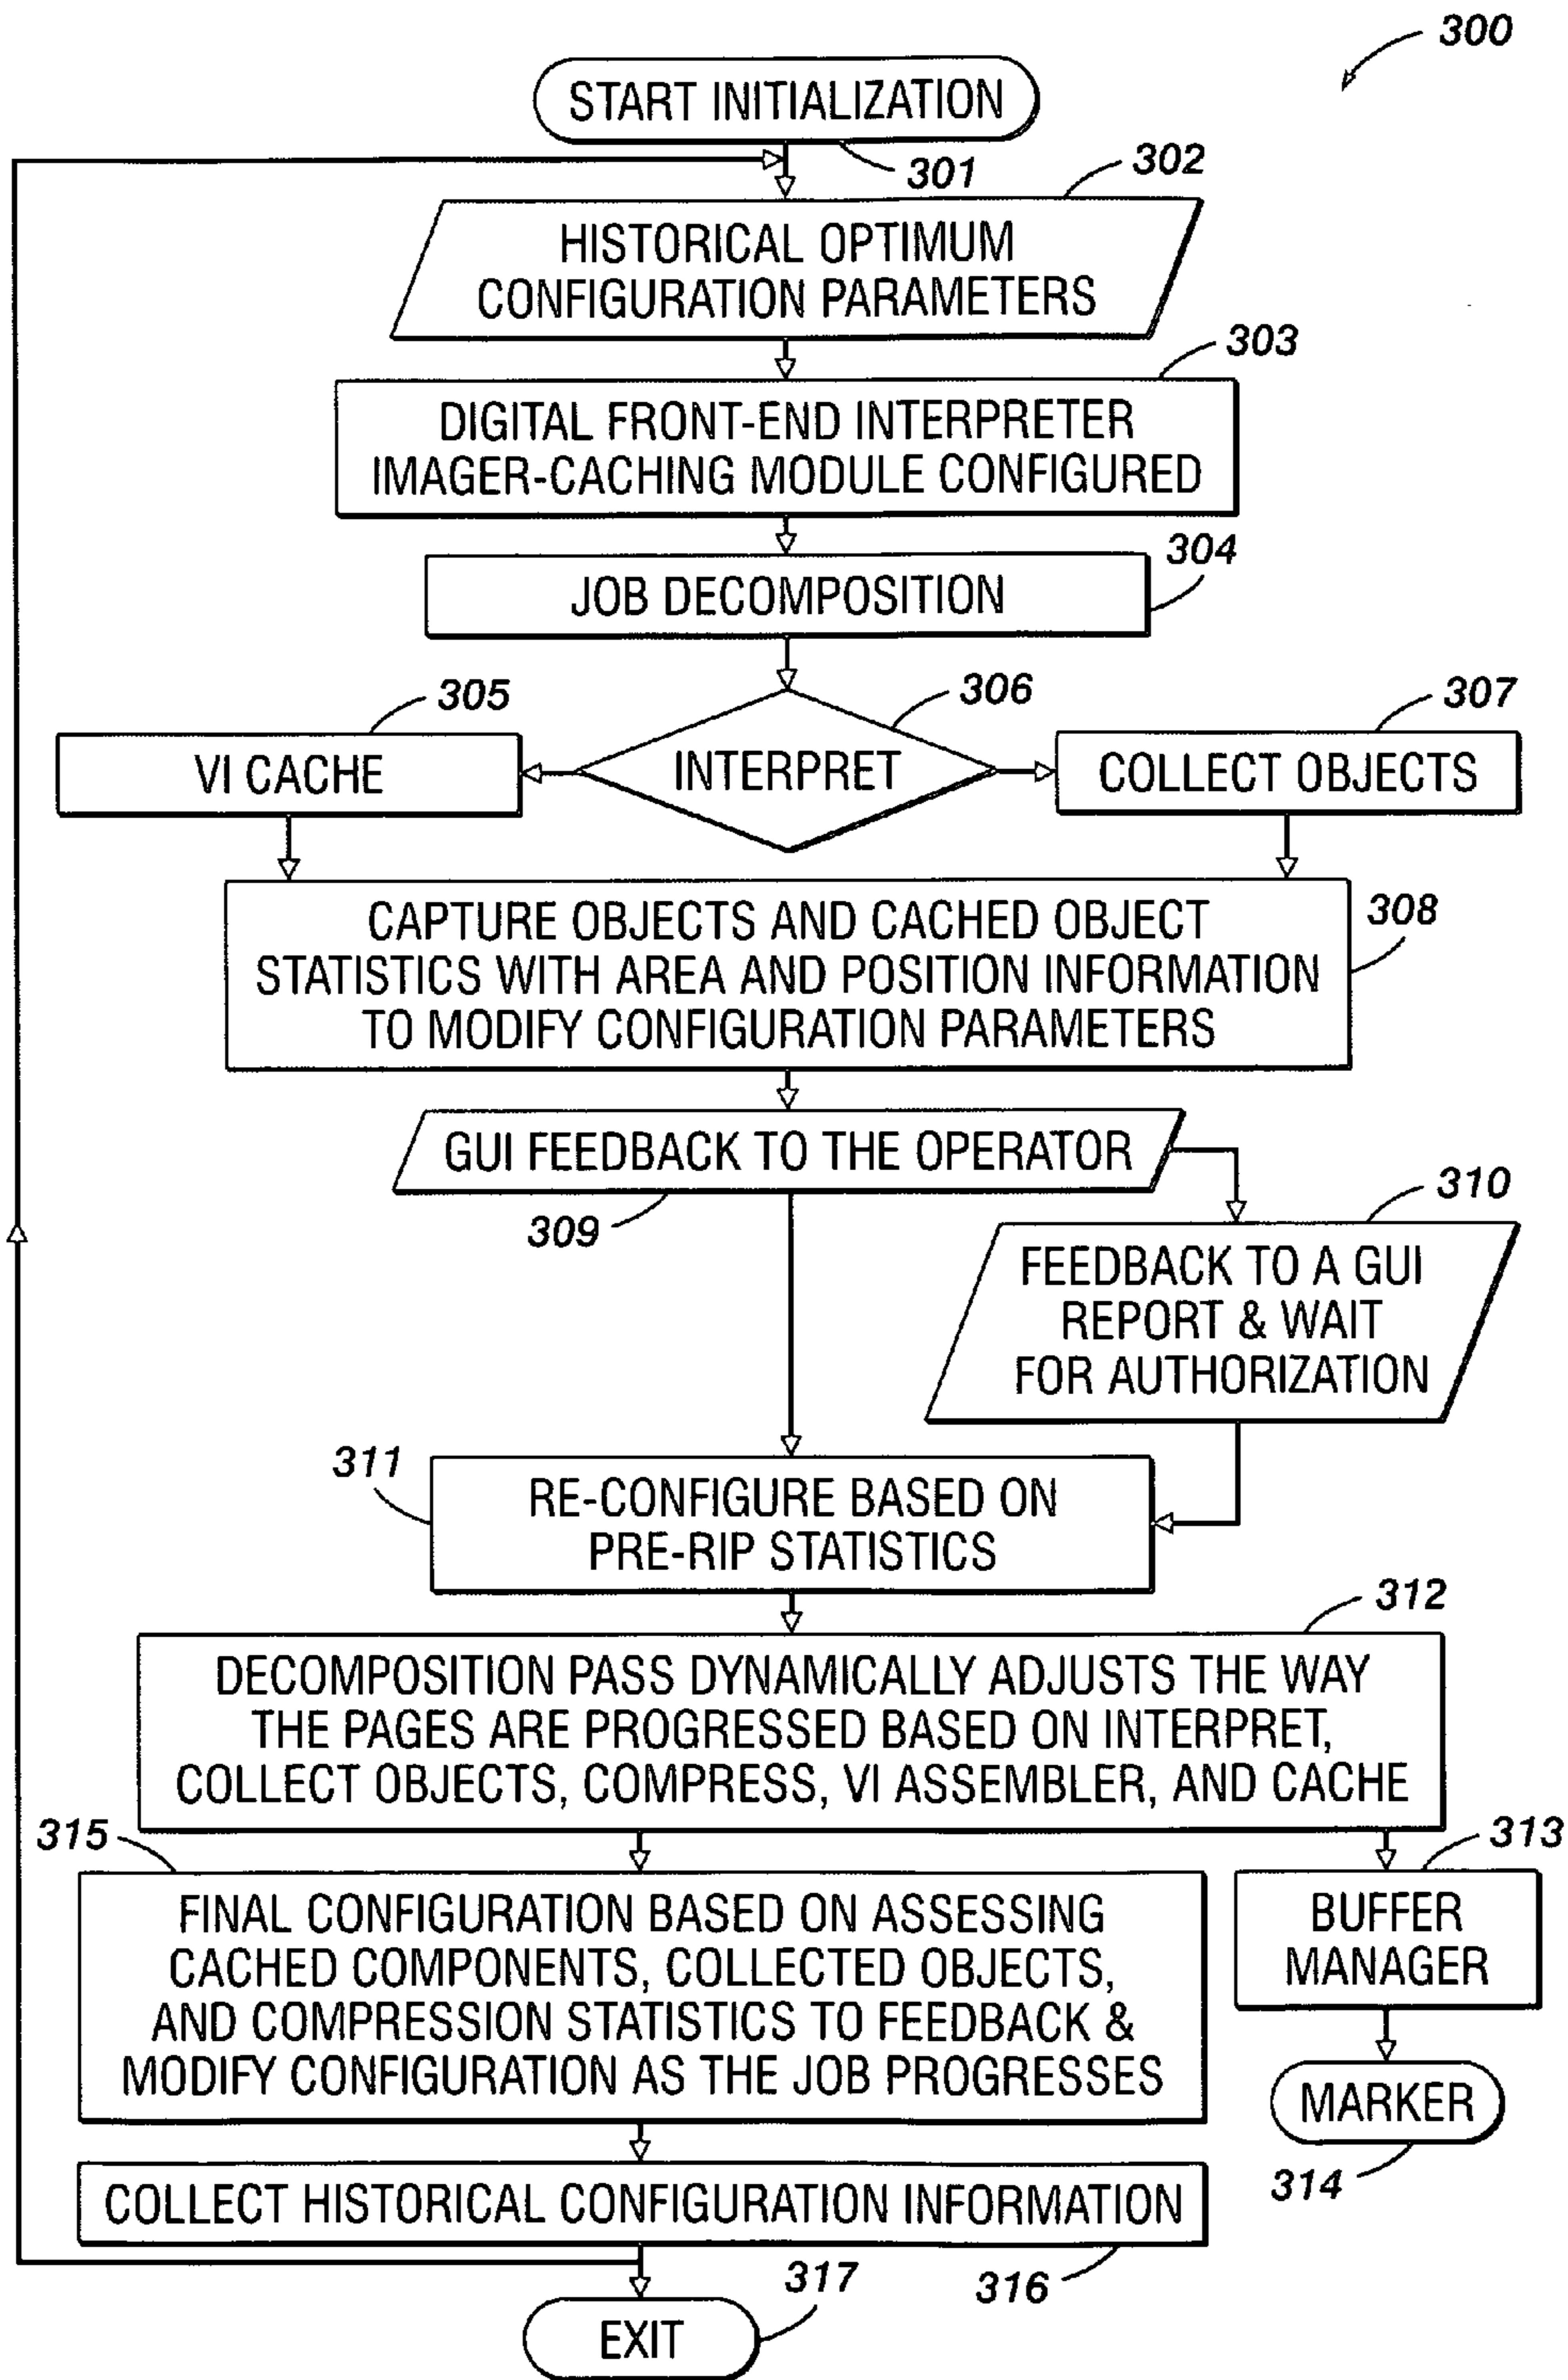 300
START INITIALIZATION
301
302
HISTORICAL OPTIMUM
CONFIGURATION PARAMETERS
303
DIGITAL FRONT-END INTERPRETER
IMAGER-CACHING MODULE CONFIGURED
304
JOB DECOMPOSITION
305
306
307
VI CACHE
INTERPRET
COLLECT OBJECTS
308
CAPTURE OBJECTS AND CACHED OBJECT
STATISTICS WITH AREA AND POSITION INFORMATION
TO MODIFY CONFIGURATION PARAMETERS
GUI FEEDBACK TO THE OPERATOR
309
310
FEEDBACK TO A GUI
REPORT & WAIT
FOR AUTHORIZATION
311
RE-CONFIGURE BASED ON
PRE-RIP STATISTICS
312
DECOMPOSITION PASS DYNAMICALLY ADJUSTS THE WAY
THE PAGES ARE PROGRESSED BASED ON INTERPRET,
COLLECT OBJECTS, COMPRESS, VI ASSEMBLER, AND CACHE
315
313
FINAL CONFIGURATION BASED ON ASSESSING
CACHED COMPONENTS, COLLECTED OBJECTS,
AND COMPRESSION STATISTICS TO FEEDBACK &
MODIFY CONFIGURATION AS THE JOB PROGRESSES
BUFFER
MANAGER
MARKER
314
COLLECT HISTORICAL CONFIGURATION INFORMATION
316
317
EXIT